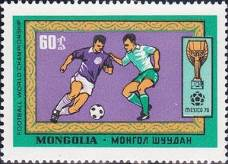 60
FOOTBALL WORLD CHAMPIONSHIP
MEXICO 70
MONGOLIA - МОНГОЛ ШУУДАН